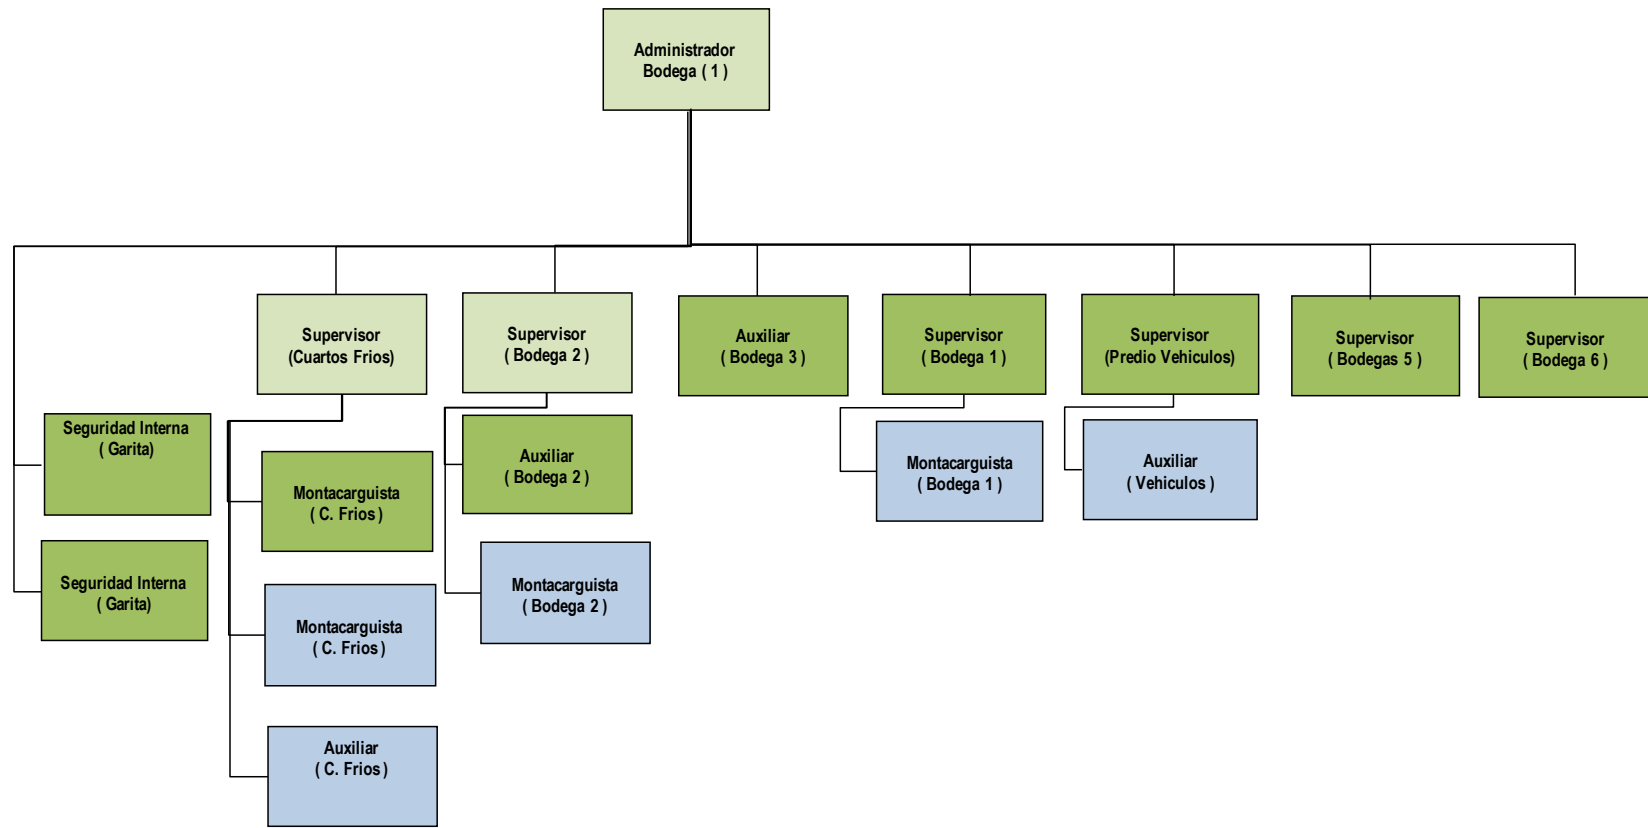 Administrador
Bodega ( 1 )
Supervisor
(Cuartos Frios)
Supervisor
( Bodega 2 )
Auxiliar
( Bodega 3 )
Supervisor
( Bodega 1 )
Supervisor
(Predio Vehiculos)
Supervisor
( Bodegas 5 )
Supervisor
( Bodega 6 )
Seguridad Interna
( Garita)
Montacarguista
( C. Frios )
Auxiliar
( Bodega 2 )
Montacarguista
( Bodega 1 )
Auxiliar
( Vehiculos )
Seguridad Interna
( Garita)
Montacarguista
( C. Frios )
Montacarguista
( Bodega 2 )
Auxiliar
( C. Frios )